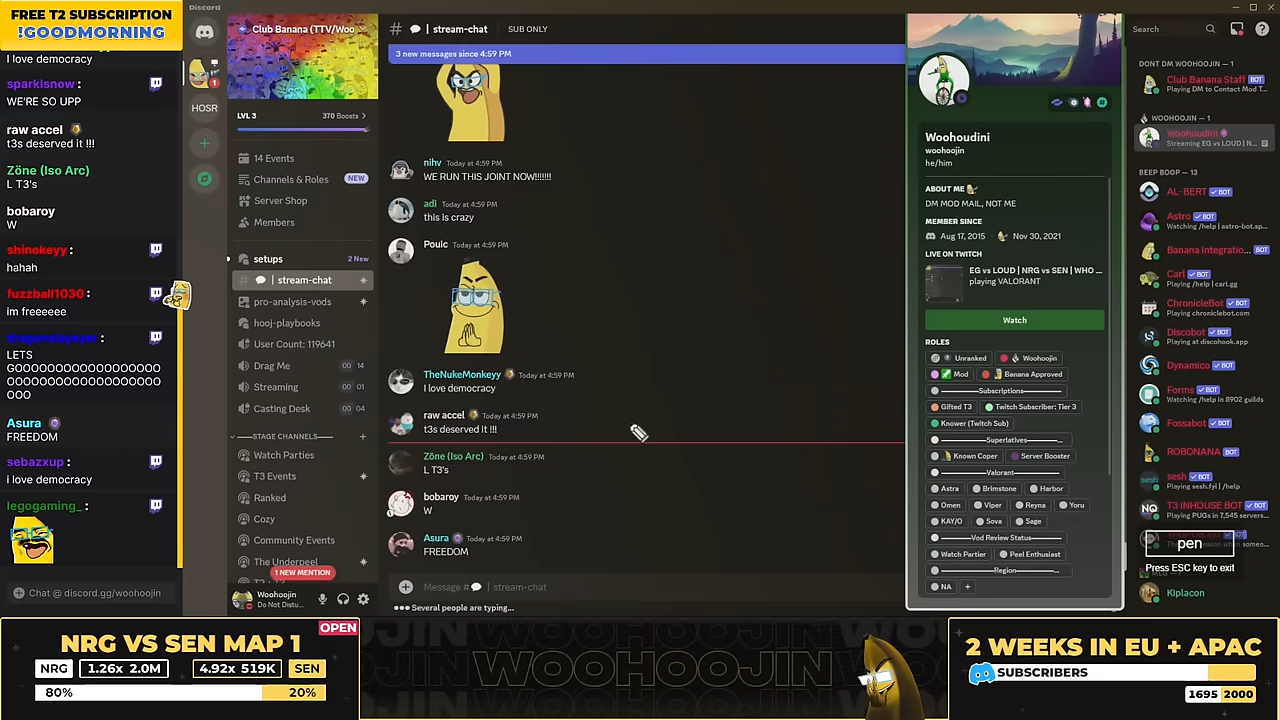 FREE T2 SUBSCRIPTION
!GOODMORNING
I love democracy
sparklsnow :
WE'RE SO UPP
raw accel
t3s deserved it !!!
Zöne (Iso Arc)
L T3's
bobaroy
W
shinokeyy :
hahah
fuzzball1030 :
im freeeeee
LETS
GOOOOOOOOOOOOOOOOOO
OOOOOOOOOOOOOOOOOOO
OOO
Asura :
FREEDOM
sebazxup :
i love democracy
legogaming_ :
Chat @ discord.gg/woohoojin
Discord
1
HOSR
Club Banana (TTV/Woo
LVL 3
370 Boosts
14 Events
Channels & Roles
NEW
Server Shop
Members
setups
2 New
# | stream-chat
pro-analysis-vods
hooj-playbooks
User Count: 119641
Drag Me
00 14
Streaming
00 01
Casting Desk
00 04
STAGE CHANNELS
Watch Parties
T3 Events
Ranked
Cozy
Community Events
The Underpeel
1 NEW MENTION
Woohoojin
Do Not Distu...
# | stream-chat
SUB ONLY
3 new messages since 4:59 PM
nihv Today at 4:59 PM
WE RUN THIS JOINT NOW!!!!!!!
adi Today at 4:59 PM
this is crazy
Pouic Today at 4:59 PM
TheNukeMonkey Today at 4:59 PM
I love democracy
raw accel Today at 4:59 PM
t3s deserved it !!!
Zöne (Iso Arc) Today at 4:59 PM
L T3's
bobaroy Today at 4:59 PM
W
Asura Today at 4:59 PM
FREEDOM
Message # | stream-chat
Several people are typing...
Woohoudini
woohoojin
he/him
ABOUT ME
DM MOD MAIL, NOT ME
MEMBER SINCE
Aug 17, 2015 Nov 30, 2021
LIVE ON TWITCH
EG vs LOUD | NRG vs SEN | WHO ...
playing VALORANT
Watch
ROLES
Unranked Woohoojin
Mod Banana Approved
Subscriptions
Gifted T3 Twitch Subscriber: Tier 3
Knower (Twitch Sub)
Superlatives
Known Coper Server Booster
Valorant
Astra Brimstone Harbor
Omen Viper Reyna Yoru
KAY/O Sova Sage
Vod Review Status
Watch Partier Peel Enthusiast
Region
NA +
Search
DONT DM WOOHOOJIN — 1
Club Banana Staff BOT
Playing DM to Contact Mod T...
WOOHOOJIN — 1
Woohoudini
Streaming EG vs LOUD | N...
BEEP BOOP — 13
AL-BERT BOT
Astro BOT
Watching /help | astro-bot.ap...
Banana Integratio... BOT
Carl BOT
Playing /help | carl.gg
ChronicleBot BOT
Playing chroniclebot.com
Discobot BOT
Playing at discohook.app
Dynamico BOT
Forms BOT
Watching /help in 8902 guilds
Fossabot BOT
ROBONANA BOT
sesh BOT
Playing sesh.fyi | /help
T3 INHOUSE BOT BOT
Playing PUGs in 7,545 servers...
pen
Press ESC key to exit
Kiplacon
NRG VS SEN MAP 1
OPEN
NRG 1.26x 2.0M 4.92x 519K SEN
80% 20%
WOOHOOJIN
2 WEEKS IN EU + APAC
SUBSCRIBERS
1695 2000